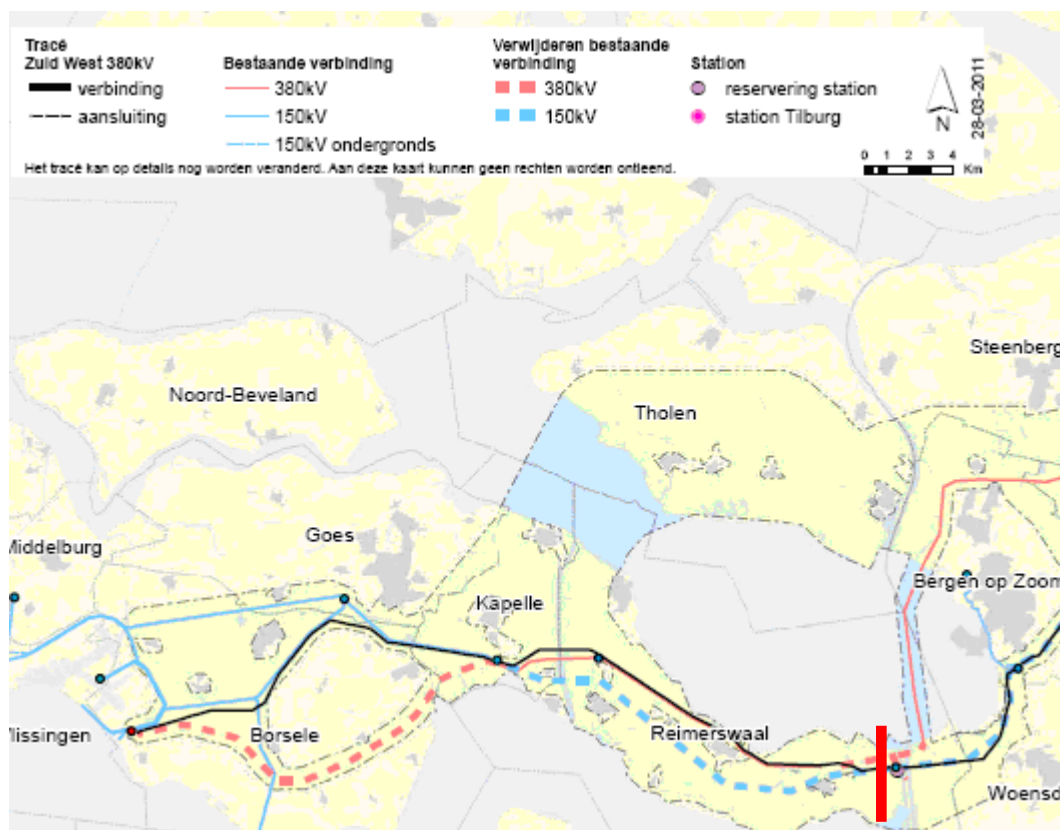 Tracé
Zuid West 380kV
verbinding
aansluiting
Bestaande verbinding
380kV
150kV
150kV ondergronds
Verwijderen bestaande
verbinding
380kV
150kV
Station
reservering station
station Tilburg
N
28-03-2011
0 1 2 3 4
Km
Het tracé kan op details nog worden veranderd. Aan deze kaart kunnen geen rechten worden ontleend.
Steenberg
Noord-Beveland
Tholen
Goes
Middelburg
Bergen op Zoom
Kapelle
Vlissingen
Borsele
Reimerswaal
Woensd